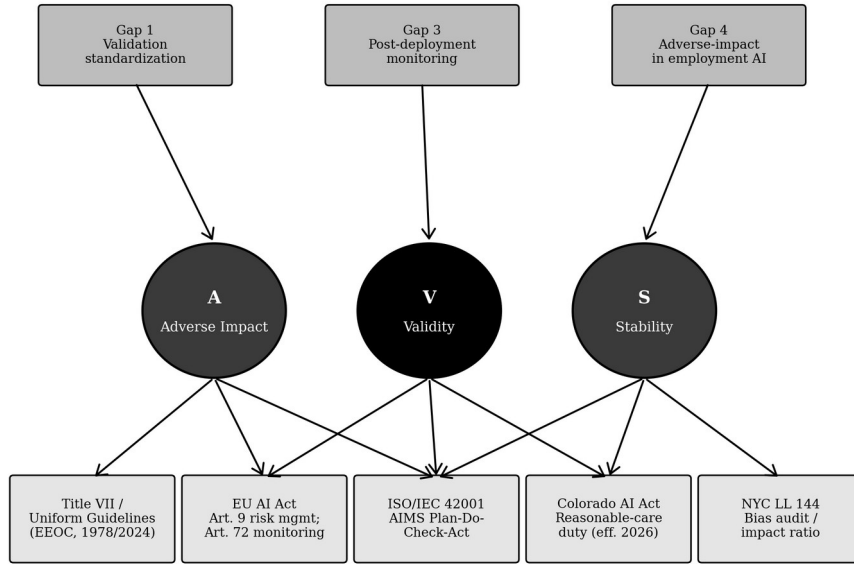 Gap 1
Validation
standardization
Gap 3
Post-deployment
monitoring
Gap 4
Adverse-impact
in employment AI
A
Adverse Impact
V
Validity
S
Stability
Title VII /
Uniform Guidelines
(EEOC, 1978/2024)
EU AI Act
Art. 9 risk mgmt;
Art. 72 monitoring
ISO/IEC 42001
AIMS Plan-Do-
Check-Act
Colorado AI Act
Reasonable-care
duty (eff. 2026)
NYC LL 144
Bias audit /
impact ratio